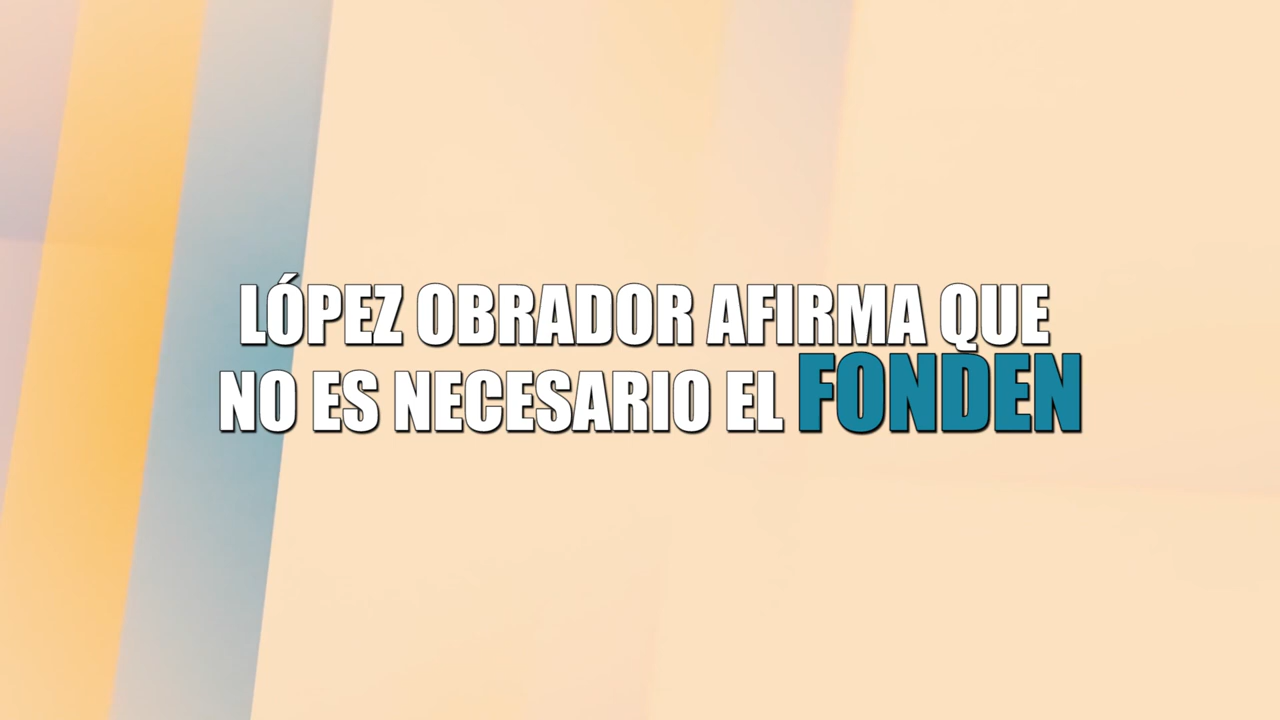 LÓPEZ OBRADOR AFIRMA QUE
NO ES NECESARIO EL FONDEN